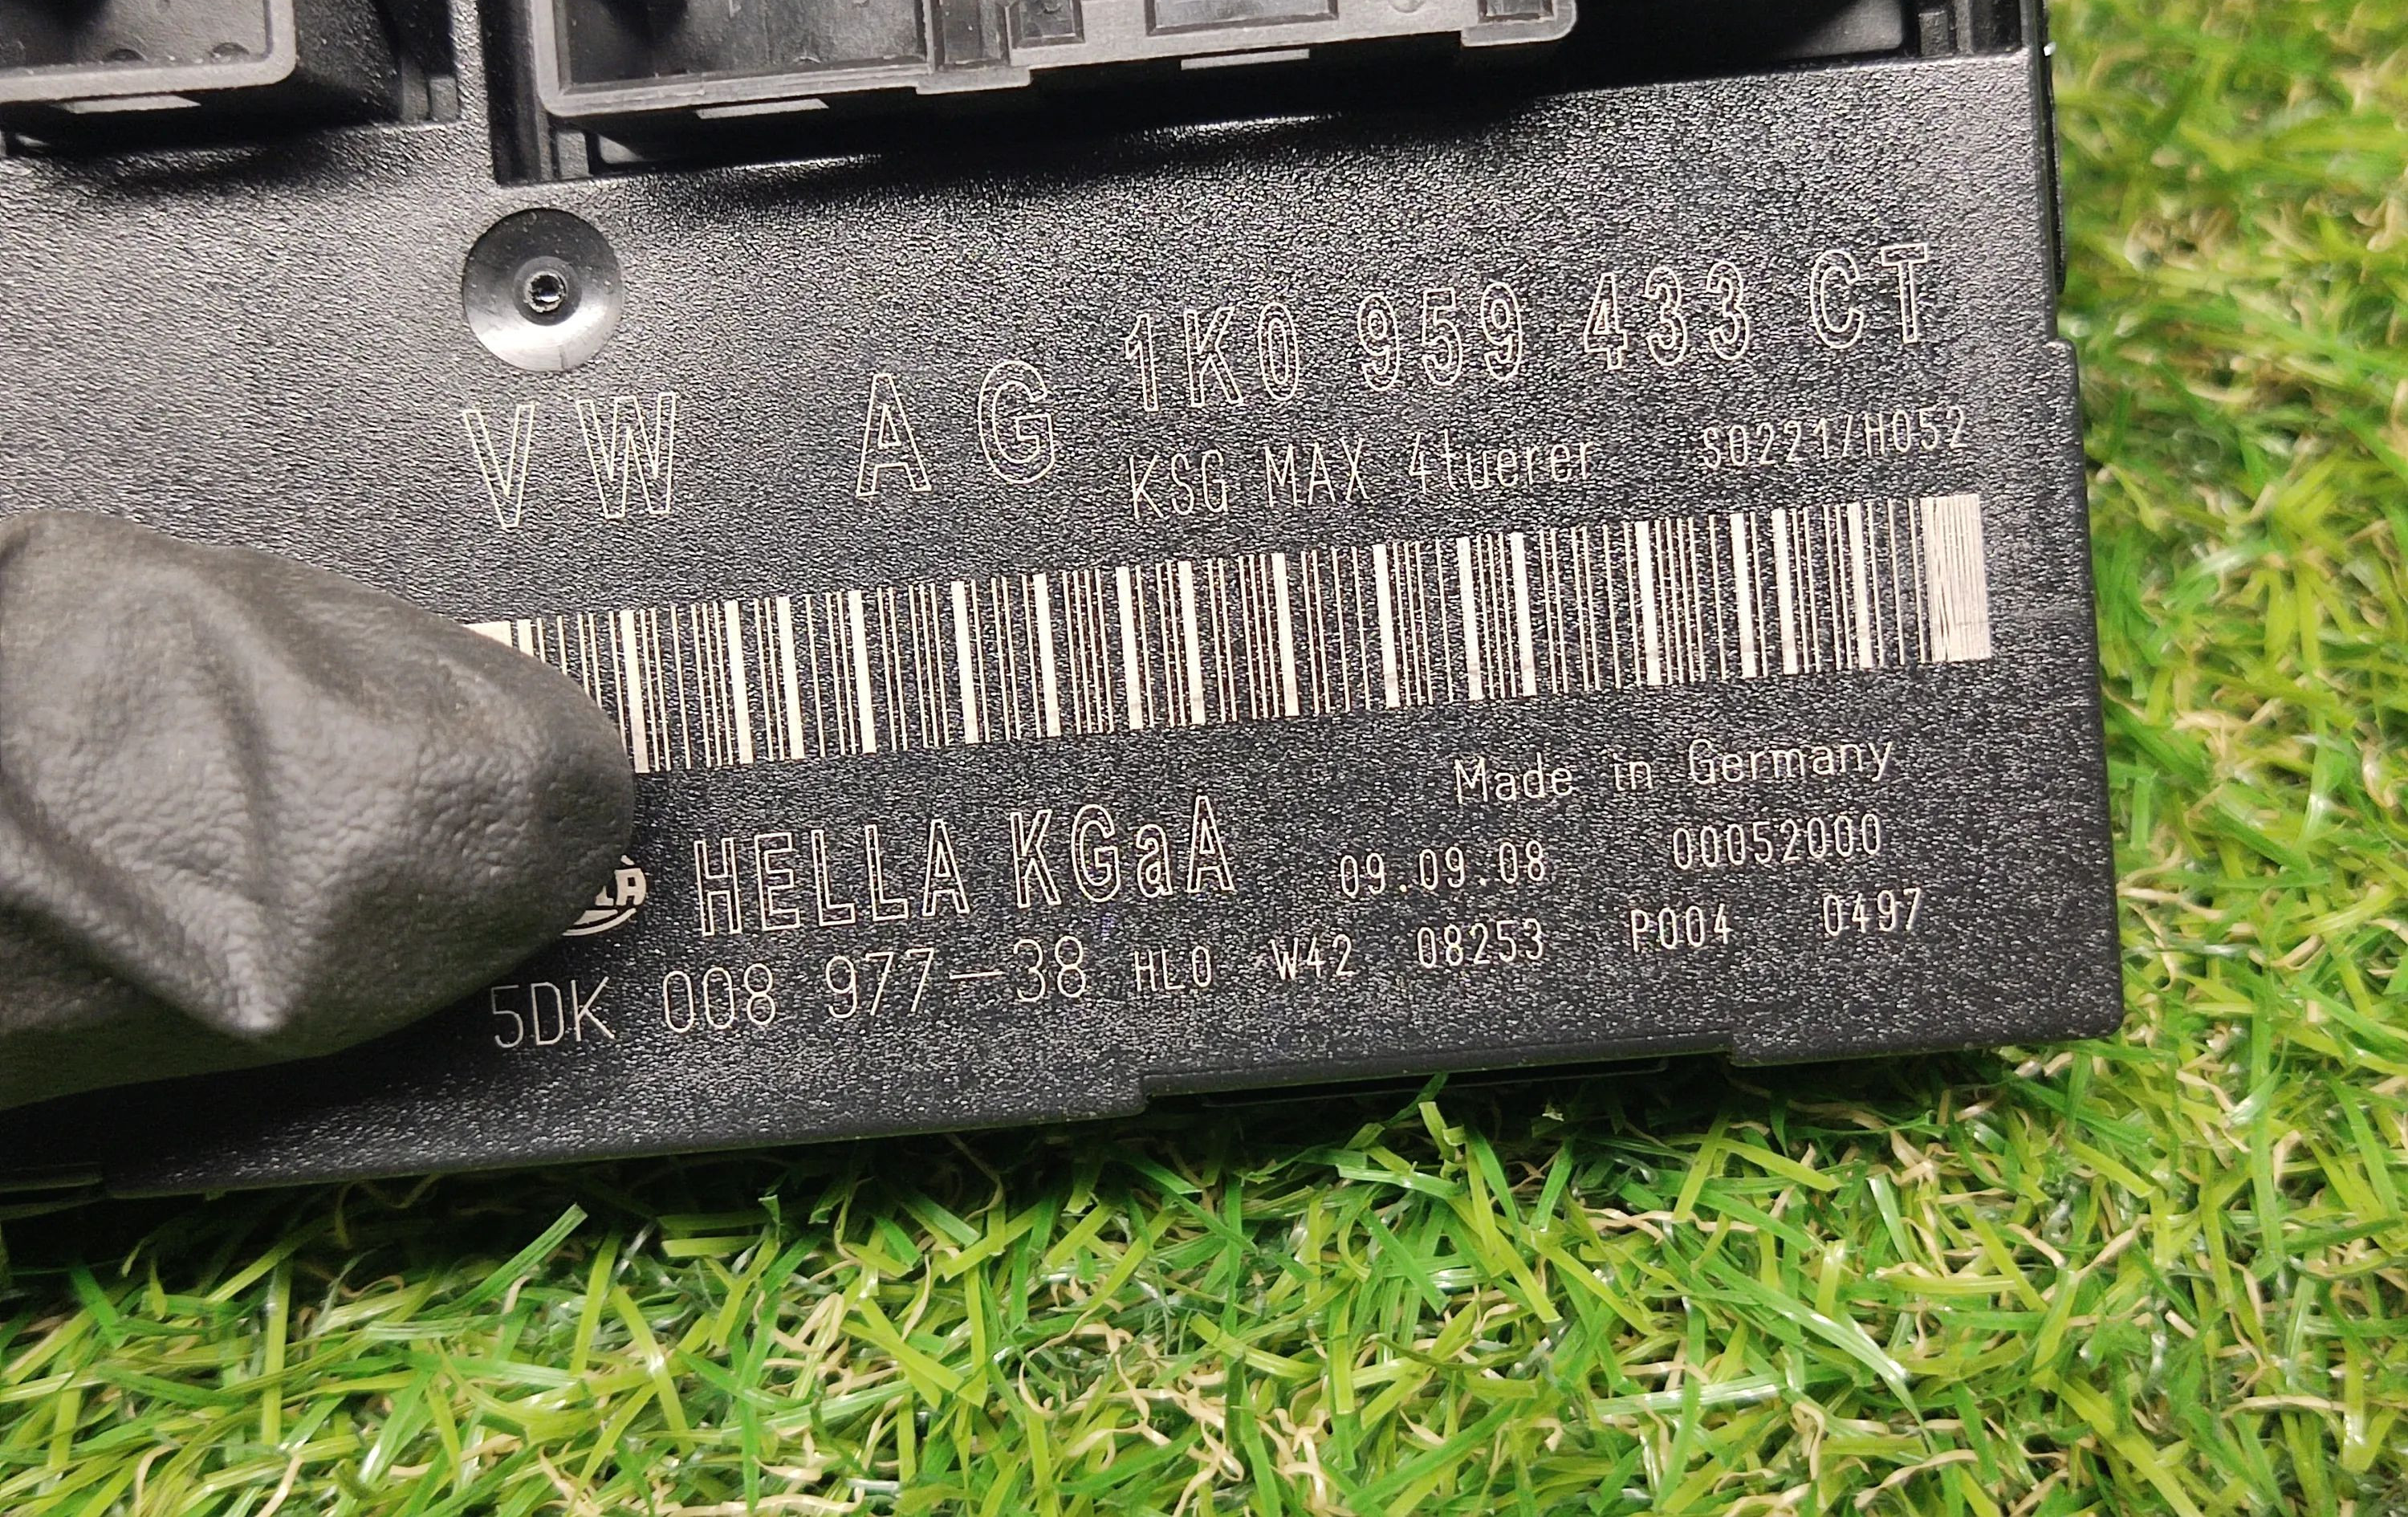 VW AG 1K0 959 433 CT
KSG MAX 4tuerer S0221/H052
Made in Germany
HELLA KGaA 09.09.08 00052000
5DK 008 977-38 HLO W42 08253 P004 0497